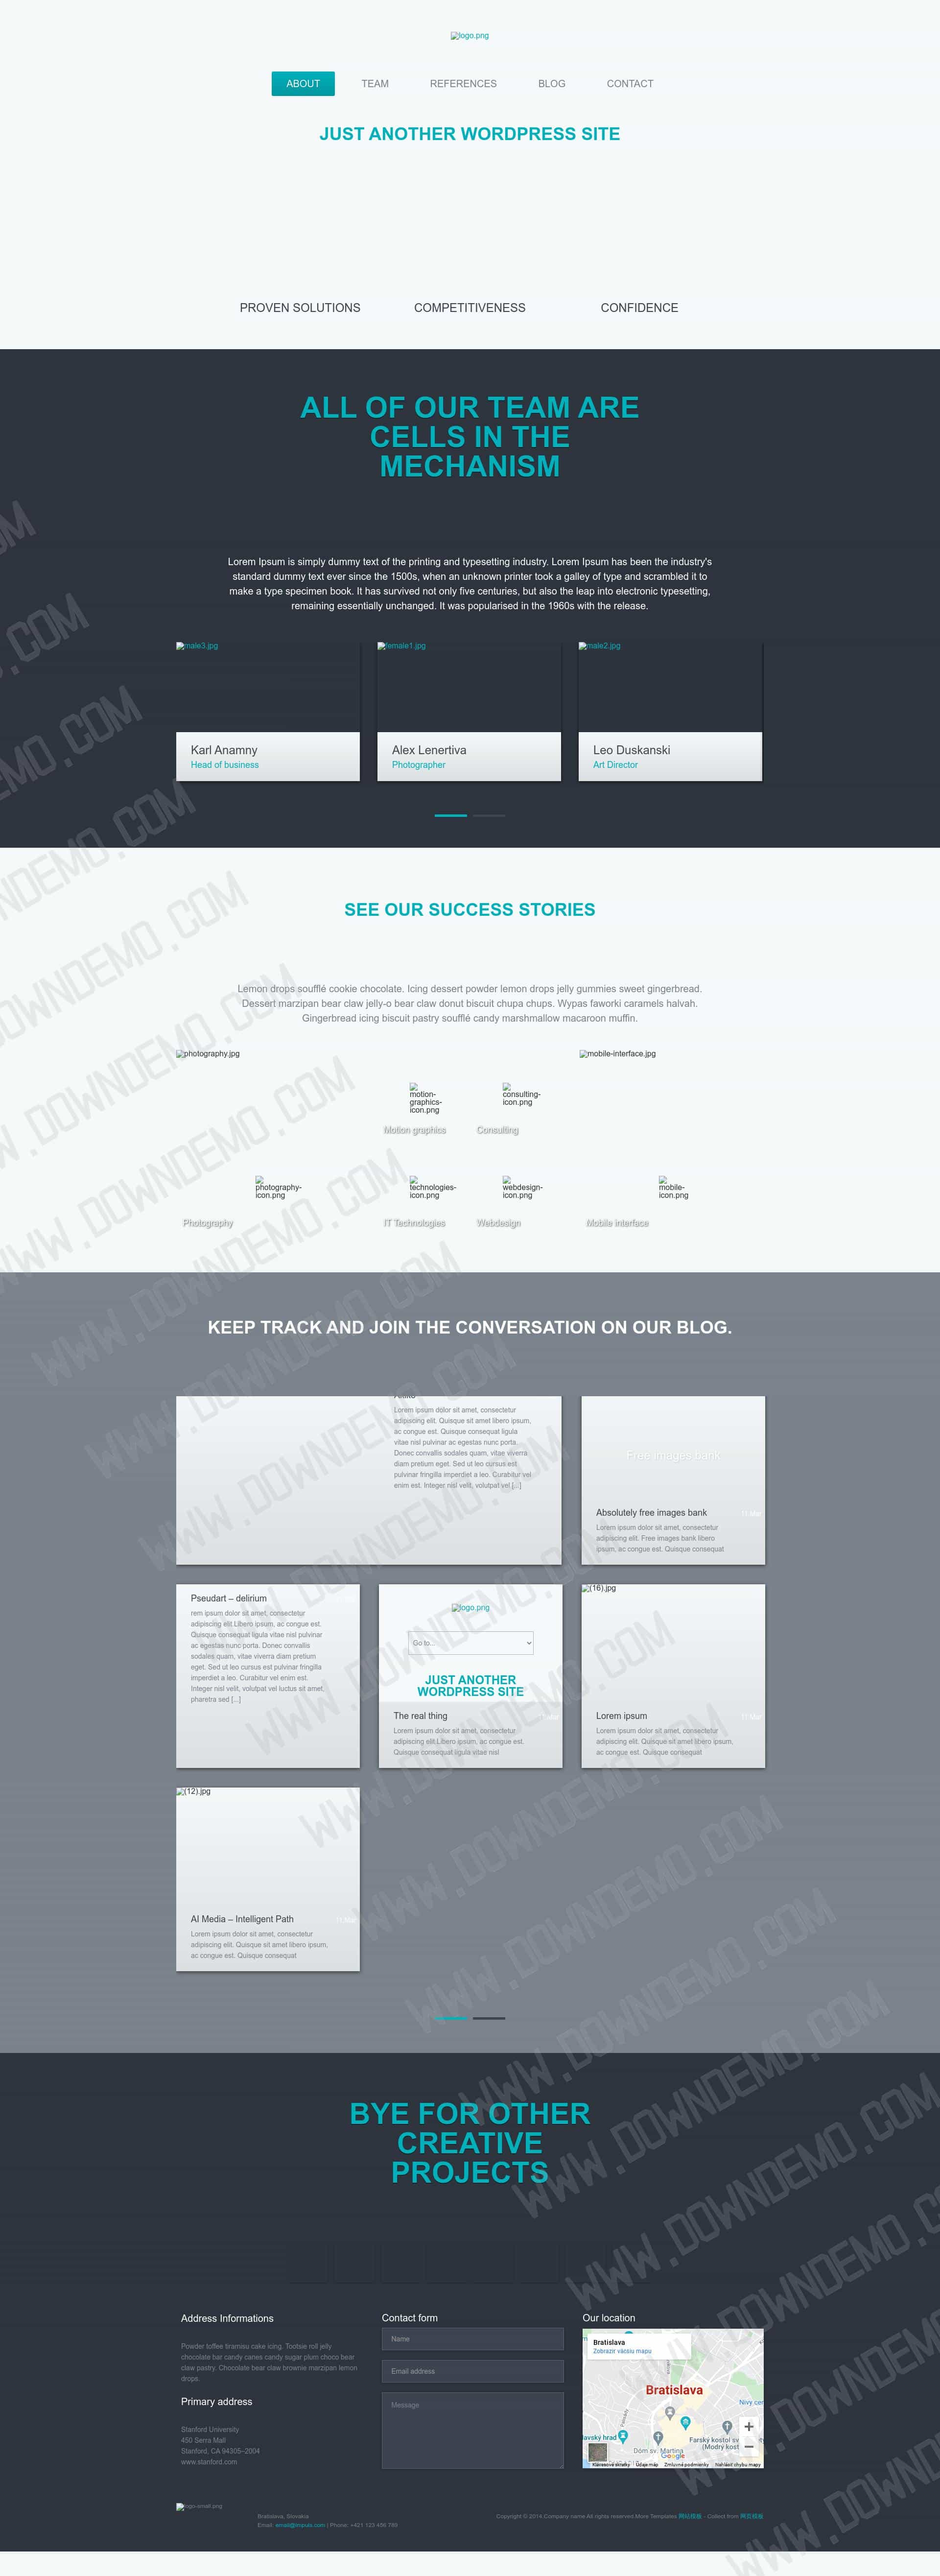 logo.png
ABOUT TEAM REFERENCES BLOG CONTACT
JUST ANOTHER WORDPRESS SITE
PROVEN SOLUTIONS COMPETITIVENESS CONFIDENCE
ALL OF OUR TEAM ARE
CELLS IN THE
MECHANISM
Lorem Ipsum is simply dummy text of the printing and typesetting industry. Lorem Ipsum has been the industry's
standard dummy text ever since the 1500s, when an unknown printer took a galley of type and scrambled it to
make a type specimen book. It has survived not only five centuries, but also the leap into electronic typesetting,
remaining essentially unchanged. It was popularised in the 1960s with the release.
male3.jpg female1.jpg male2.jpg
Karl Anamny
Head of business
Alex Lenertiva
Photographer
Leo Duskanski
Art Director
SEE OUR SUCCESS STORIES
Lemon drops soufflé cookie chocolate. Icing dessert powder lemon drops jelly gummies sweet gingerbread.
Dessert marzipan bear claw jelly-o bear claw donut biscuit chupa chups. Wypas faworki caramels halvah.
Gingerbread icing biscuit pastry soufflé candy marshmallow macaroon muffin.
photography.jpg
mobile-interface.jpg
motion-
graphics-
icon.png
consulting-
icon.png
Motion graphics Consulting
photography-
icon.png
technologies-
icon.png
webdesign-
icon.png
mobile-
icon.png
Photography IT Technologies Webdesign Mobile interface
KEEP TRACK AND JOIN THE CONVERSATION ON OUR BLOG.
Lorem ipsum dolor sit amet, consectetur
adipiscing elit. Quisque sit amet libero ipsum,
ac congue est. Quisque consequat ligula
vitae nisl pulvinar ac egestas nunc porta.
Donec convallis sodales quam, vitae viverra
diam pretium eget. Sed ut leo cursus est
pulvinar fringilla imperdiet a leo. Curabitur vel
enim est. Integer nisl velit, volutpat vel [...]
Free images bank
Absolutely free images bank
11 Mar
Lorem ipsum dolor sit amet, consectetur
adipiscing elit. Free images bank libero
ipsum, ac congue est. Quisque consequat
Pseudart – delirium
rem ipsum dolor sit amet, consectetur
adipiscing elit Libero ipsum, ac congue est.
Quisque consequat ligula vitae nisl pulvinar
ac egestas nunc porta. Donec convallis
sodales quam, vitae viverra diam pretium
eget. Sed ut leo cursus est pulvinar fringilla
imperdiet a leo. Curabitur vel enim est.
Integer nisl velit, volutpat vel luctus sit amet,
pharetra sed [...]
logo.png
Go to...
JUST ANOTHER
WORDPRESS SITE
The real thing
Lorem ipsum dolor sit amet, consectetur
adipiscing elit.Libero ipsum, ac congue est.
Quisque consequat ligula vitae nisl
(16).jpg
Lorem ipsum
11 Mar
Lorem ipsum dolor sit amet, consectetur
adipiscing elit. Quisque sit amet libero ipsum,
ac congue est. Quisque consequat
(12).jpg
AI Media – Intelligent Path
11 Mar
Lorem ipsum dolor sit amet, consectetur
adipiscing elit. Quisque sit amet libero ipsum,
ac congue est. Quisque consequat
BYE FOR OTHER
CREATIVE
PROJECTS
Address Informations
Powder toffee tiramisu cake icing. Tootsie roll jelly
chocolate bar candy canes candy sugar plum choco bear
claw pastry. Chocolate bear claw brownie marzipan lemon
drops.
Primary address
Stanford University
450 Serra Mall
Stanford, CA 94305–2004
www.stanford.com
Contact form
Name
Email address
Message
Our location
Bratislava
Zobraziť väčšiu mapu
Bratislava
Nivy
Farský kostol
(Modrý kost
Dóm sv. Martina
Google
Klávesové skratky Údaje máp Zmluvné podmienky Nahlásiť chybu mapy
logo-small.png
Bratislava, Slovakia
Email: email@impuls.com | Phone: +421 123 456 789
Copyright © 2014.Company name All rights reserved.More Templates 网站模板 - Collect from 网页模板
WWW.DOWNDEMO.COM